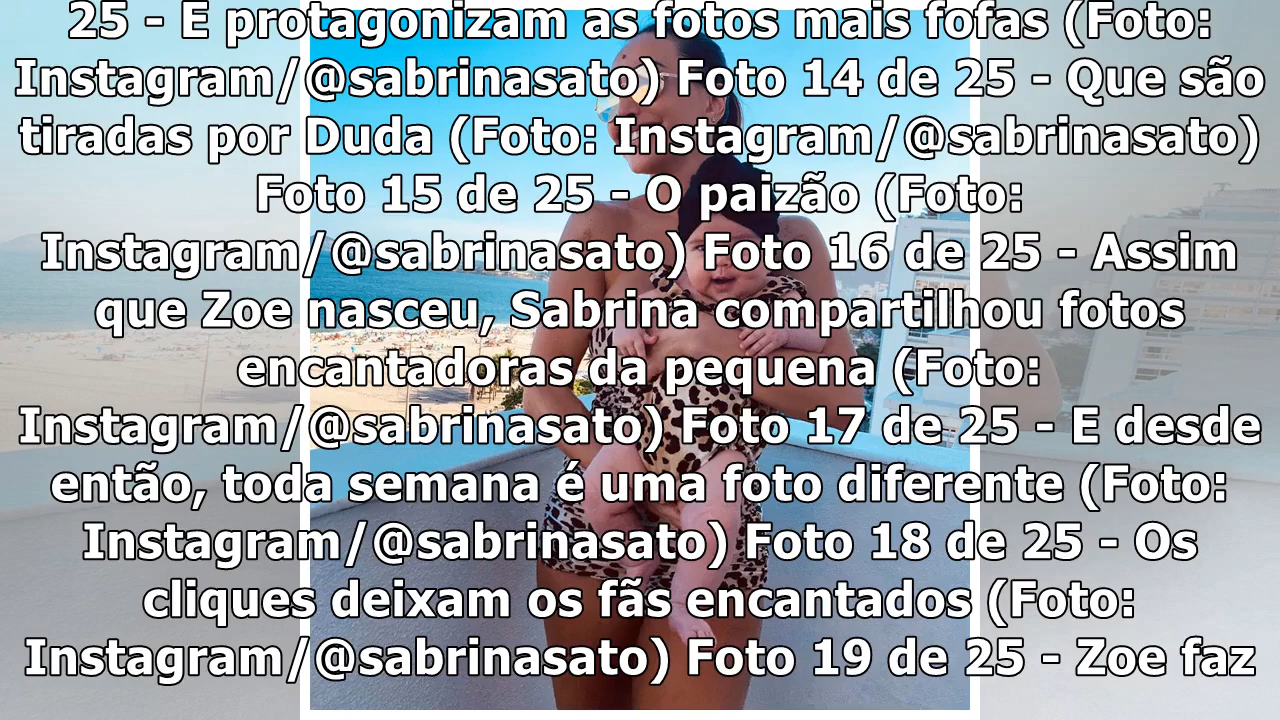 25 - E protagonizam as fotos mais fofas (Foto:
Instagram/@sabrinasato) Foto 14 de 25 - Que são
tiradas por Duda (Foto: Instagram/@sabrinasato)
Foto 15 de 25 - O paizão (Foto:
Instagram/@sabrinasato) Foto 16 de 25 - Assim
que Zoe nasceu, Sabrina compartilhou fotos
encantadoras da pequena (Foto:
Instagram/@sabrinasato) Foto 17 de 25 - E desde
então, toda semana é uma foto diferente (Foto:
Instagram/@sabrinasato) Foto 18 de 25 - Os
cliques deixam os fãs encantados (Foto:
Instagram/@sabrinasato) Foto 19 de 25 - Zoe faz